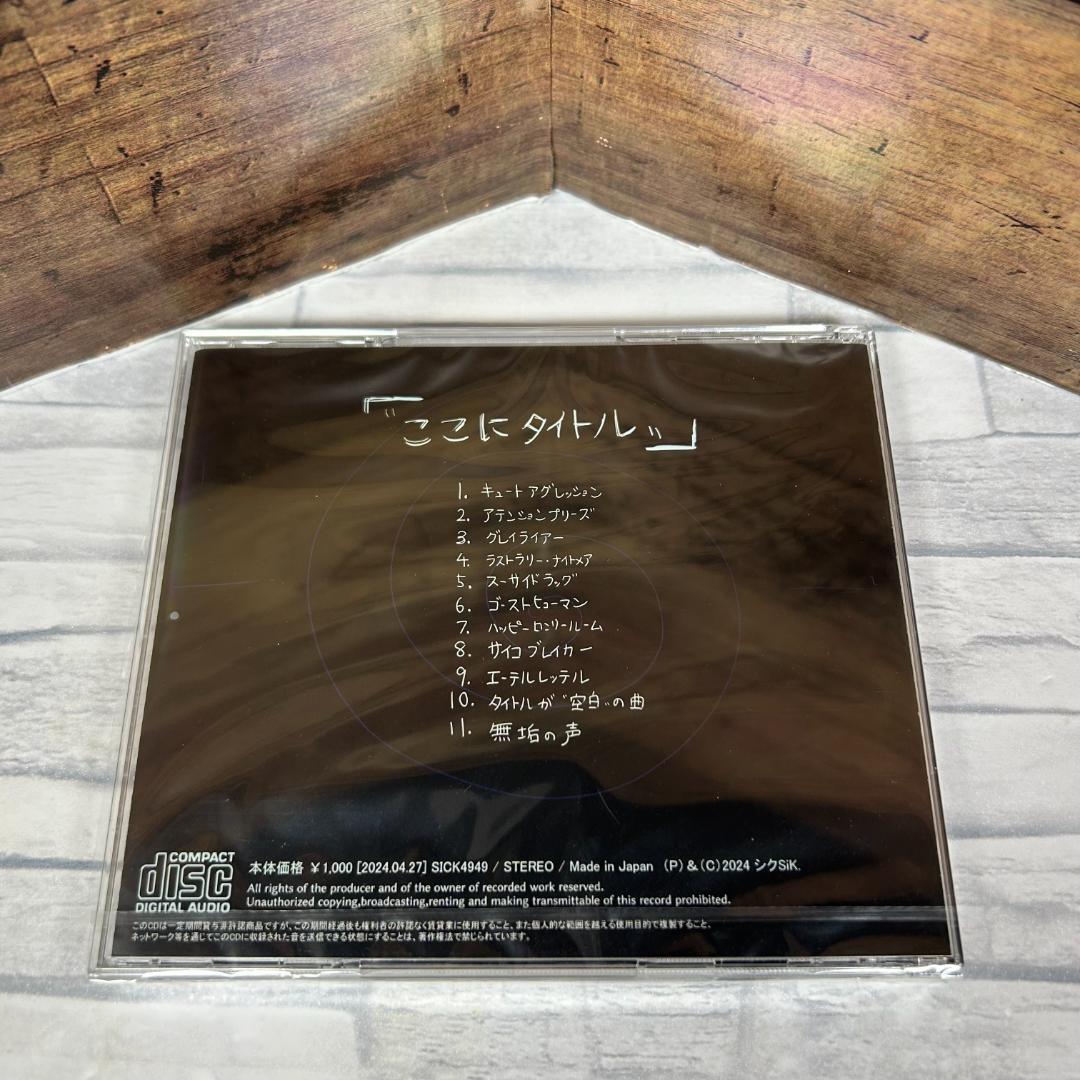 「“ここにタイトル”」
1. キュートアグレッション
2. アテンションプリーズ
3. グレイライアー
4. ラストラリー・ナイトメア
5. スーサイドラッグ
6. ゴーストヒューマン
7. ハッピーロンリールーム
8. サイコブレイカー
9. エーテルレッテル
10. タイトルが“空白”の曲
11. 無垢の声
COMPACT
disc
DIGITAL AUDIO
本体価格 ¥1,000 [2024.04.27] SICK4949 / STEREO / Made in Japan (P)&(C)2024 シクSiK.
All rights of the producer and of the owner of recorded work reserved.
Unauthorized copying,broadcasting,renting and making transmittable of this record prohibited.
このCDは一定期間貸与非許諾商品ですが、この期間経過後も権利者の許諾なく賃貸業に使用すること、また個人的な範囲を越える使用目的で複製すること、
ネットワーク等を通じてこのCDに収録された音を送信できる状態にすることは、著作権法で禁じられています。